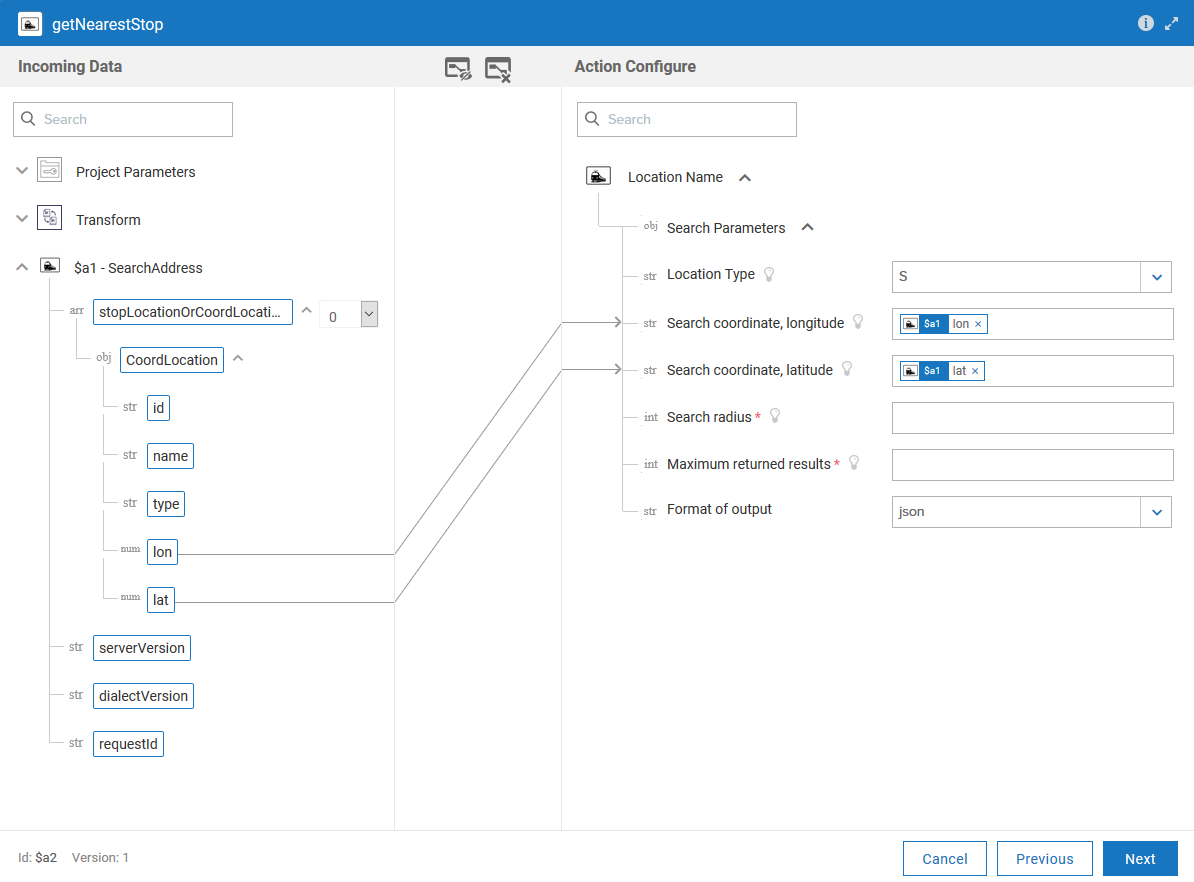 getNearestStop
Incoming Data
Action Configure
Search
Search
Project Parameters
Transform
$a1 - SearchAddress
arr stopLocationOrCoordLocati... 0
obj CoordLocation
str id
str name
str type
num lon
num lat
str serverVersion
str dialectVersion
str requestId
Location Name
obj Search Parameters
str Location Type S
str Search coordinate, longitude $a1 lon ×
str Search coordinate, latitude $a1 lat ×
int Search radius *
int Maximum returned results *
str Format of output json
Id: $a2 Version: 1
Cancel Previous Next